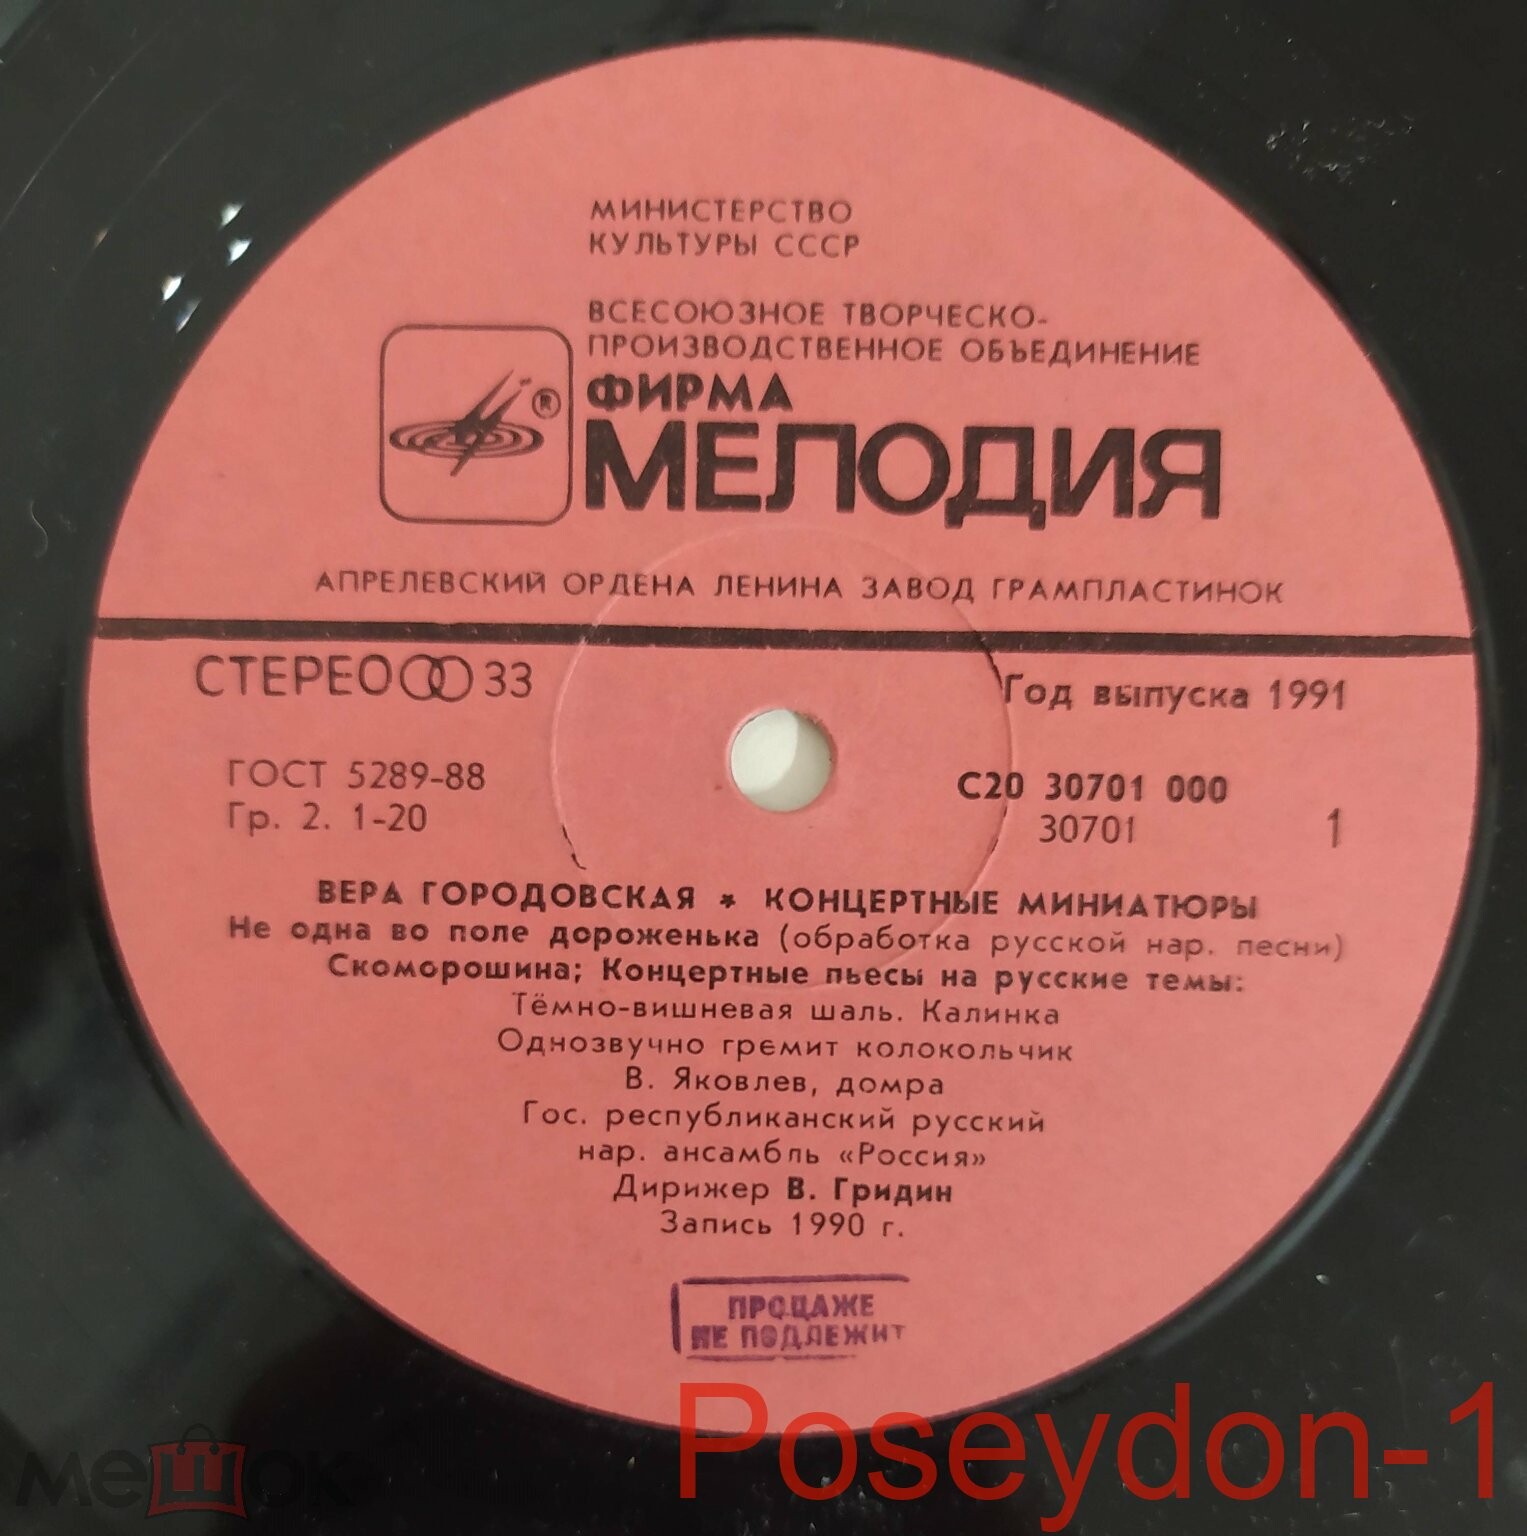 МИНИСТЕРСТВО
КУЛЬТУРЫ СССР
ВСЕСОЮЗНОЕ ТВОРЧЕСКО-
ПРОИЗВОДСТВЕННОЕ ОБЪЕДИНЕНИЕ
ФИРМА
®
МЕЛОДИЯ
АПРЕЛЕВСКИЙ ОРДЕНА ЛЕНИНА ЗАВОД ГРАМПЛАСТИНОК
СТЕРЕО 33
Год выпуска 1991
ГОСТ 5289-88
Гр. 2. 1-20
С20 30701 000
30701
1
ВЕРА ГОРОДОВСКАЯ * КОНЦЕРТНЫЕ МИНИАТЮРЫ
Не одна во поле дороженька (обработка русской нар. песни)
Скоморошина; Концертные пьесы на русские темы:
Тёмно-вишневая шаль. Калинка
Однозвучно гремит колокольчик
В. Яковлев, домра
Гос. республиканский русский
нар. ансамбль «Россия»
Дирижер В. Гридин
Запись 1990 г.
ПРОДАЖЕ
НЕ ПОДЛЕЖИТ
Poseydon-1
мешок